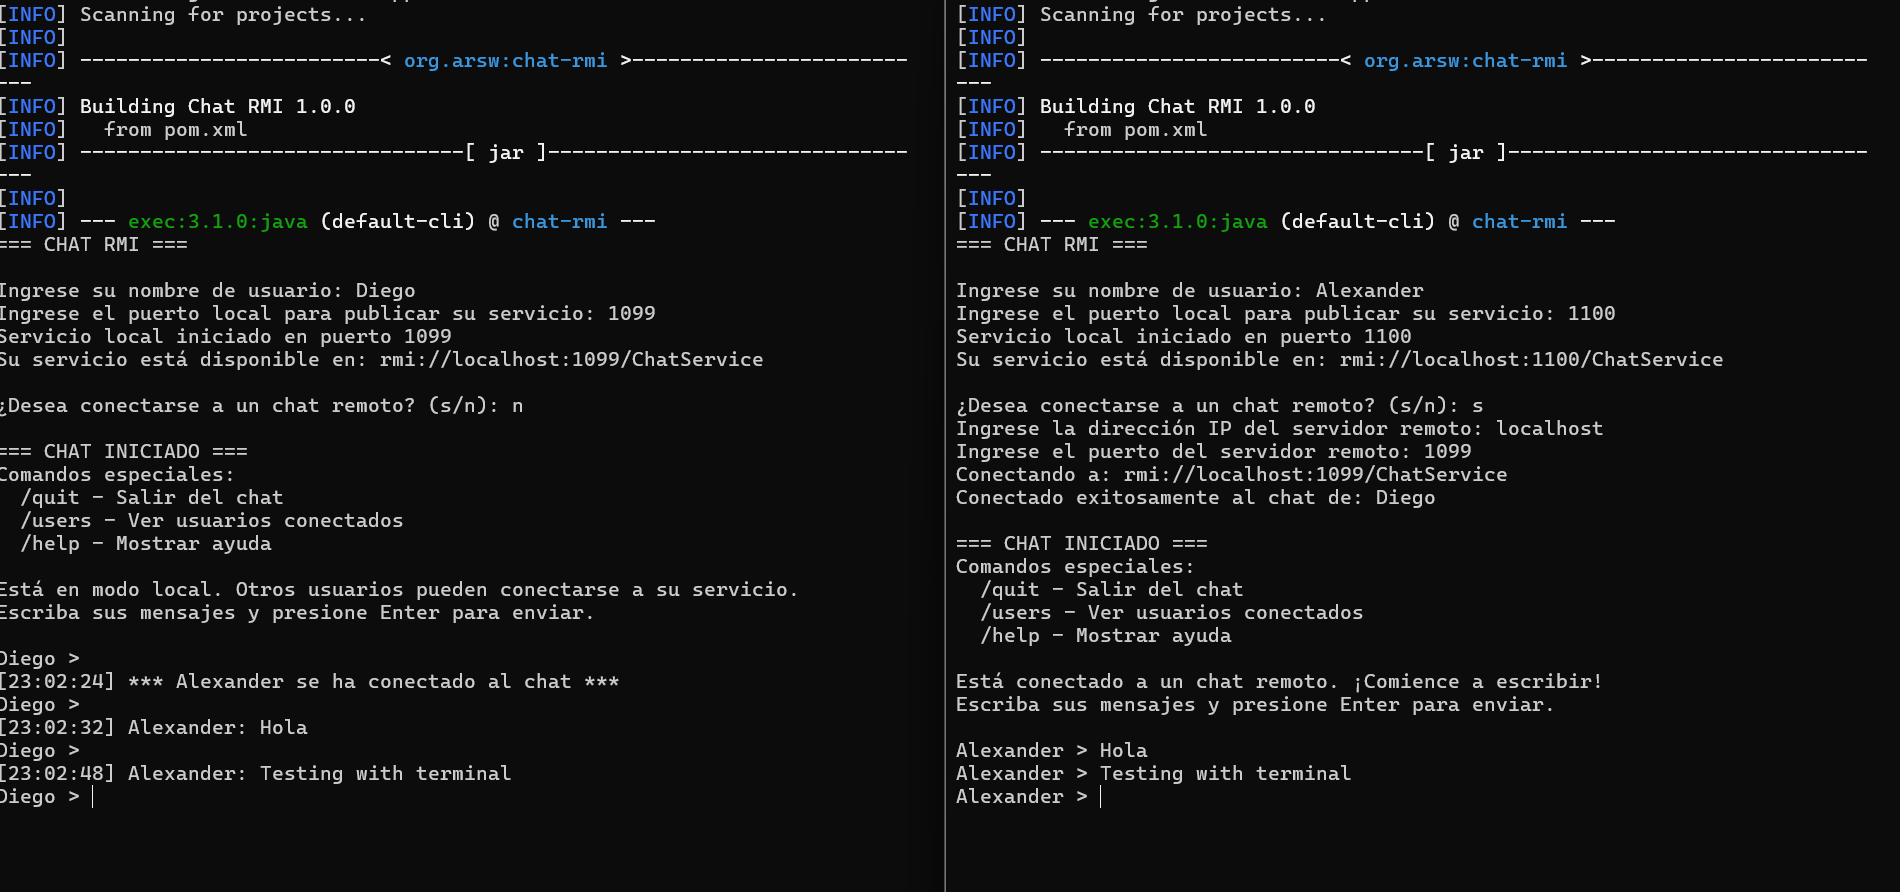 [INFO] Scanning for projects...
[INFO]
[INFO] -------------------------< org.arsw:chat-rmi >-----------------------
---
[INFO] Building Chat RMI 1.0.0
[INFO]   from pom.xml
[INFO] --------------------------------[ jar ]------------------------------
---
[INFO]
[INFO] --- exec:3.1.0:java (default-cli) @ chat-rmi ---
=== CHAT RMI ===

Ingrese su nombre de usuario: Diego
Ingrese el puerto local para publicar su servicio: 1099
Servicio local iniciado en puerto 1099
Su servicio está disponible en: rmi://localhost:1099/ChatService

¿Desea conectarse a un chat remoto? (s/n): n

=== CHAT INICIADO ===
Comandos especiales:
  /quit - Salir del chat
  /users - Ver usuarios conectados
  /help - Mostrar ayuda

Está en modo local. Otros usuarios pueden conectarse a su servicio.
Escriba sus mensajes y presione Enter para enviar.

Diego >
[23:02:24] *** Alexander se ha conectado al chat ***
Diego >
[23:02:32] Alexander: Hola
Diego >
[23:02:48] Alexander: Testing with terminal
Diego >
[INFO] Scanning for projects...
[INFO]
[INFO] -------------------------< org.arsw:chat-rmi >-----------------------
---
[INFO] Building Chat RMI 1.0.0
[INFO]   from pom.xml
[INFO] --------------------------------[ jar ]------------------------------
---
[INFO]
[INFO] --- exec:3.1.0:java (default-cli) @ chat-rmi ---
=== CHAT RMI ===

Ingrese su nombre de usuario: Alexander
Ingrese el puerto local para publicar su servicio: 1100
Servicio local iniciado en puerto 1100
Su servicio está disponible en: rmi://localhost:1100/ChatService

¿Desea conectarse a un chat remoto? (s/n): s
Ingrese la dirección IP del servidor remoto: localhost
Ingrese el puerto del servidor remoto: 1099
Conectando a: rmi://localhost:1099/ChatService
Conectado exitosamente al chat de: Diego

=== CHAT INICIADO ===
Comandos especiales:
  /quit - Salir del chat
  /users - Ver usuarios conectados
  /help - Mostrar ayuda

Está conectado a un chat remoto. ¡Comience a escribir!
Escriba sus mensajes y presione Enter para enviar.

Alexander > Hola
Alexander > Testing with terminal
Alexander >